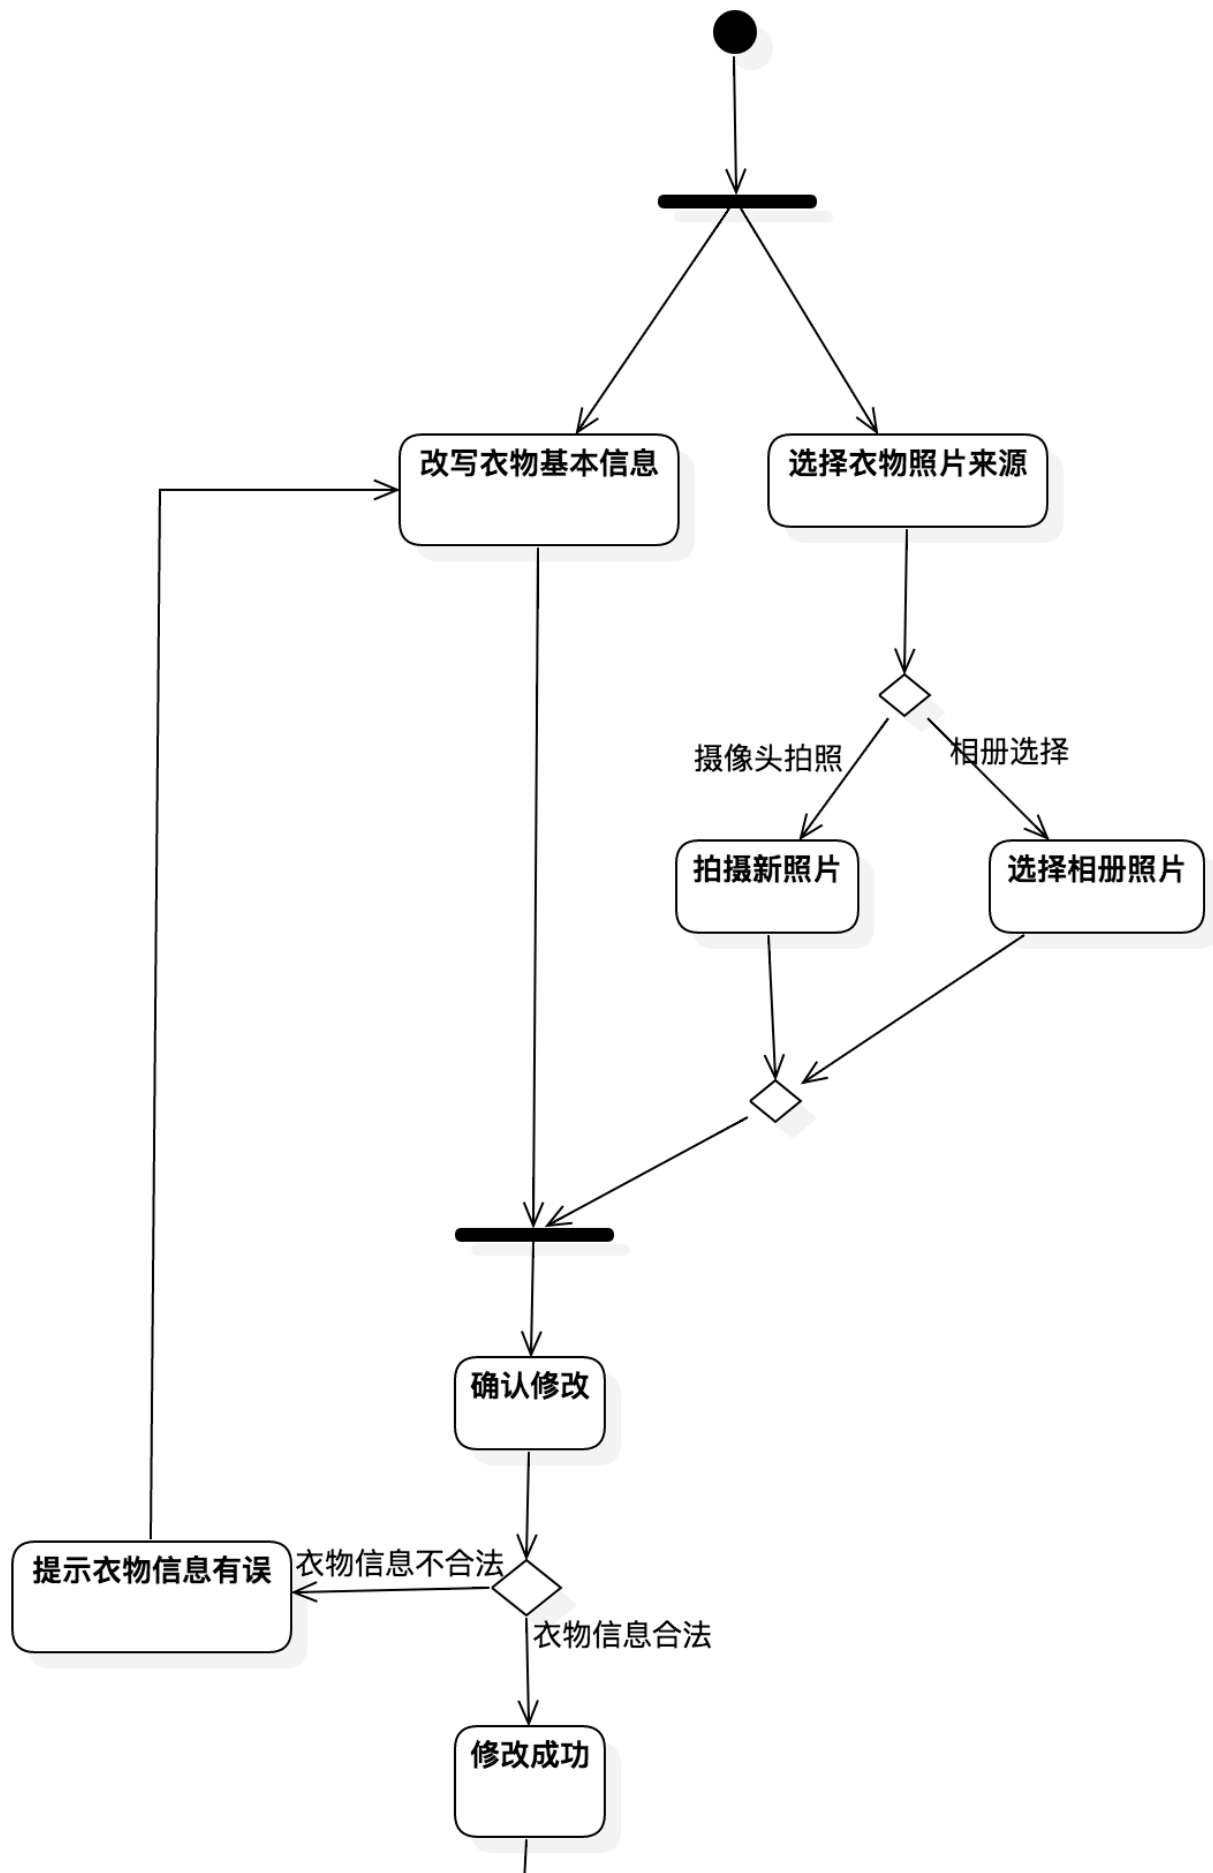 改写衣物基本信息
选择衣物照片来源
摄像头拍照
相册选择
拍摄新照片
选择相册照片
确认修改
提示衣物信息有误
衣物信息不合法
衣物信息合法
修改成功